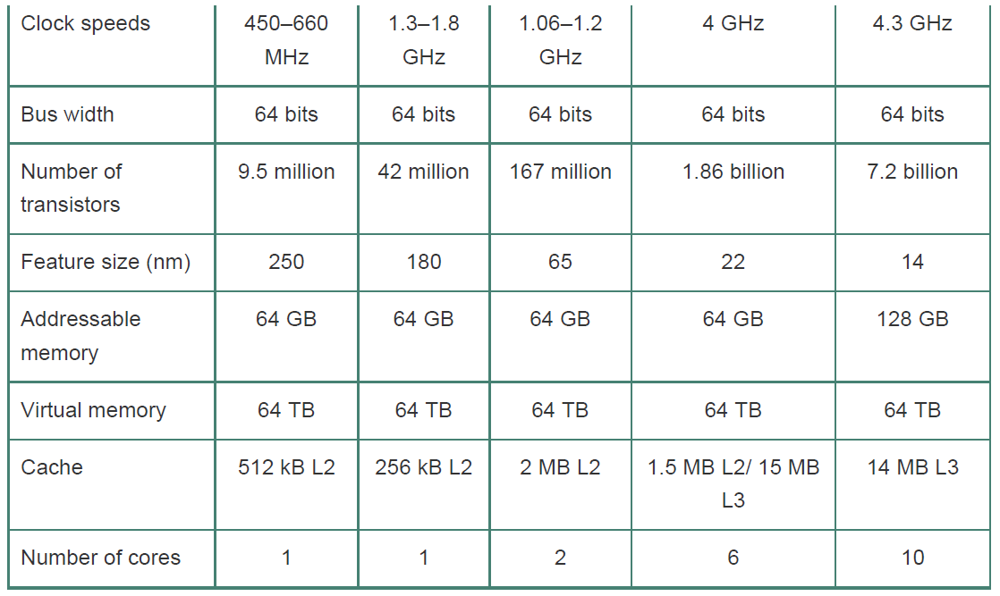 Clock speeds 450–660 MHz 1.3–1.8 GHz 1.06–1.2 GHz 4 GHz 4.3 GHz
Bus width 64 bits 64 bits 64 bits 64 bits 64 bits
Number of transistors 9.5 million 42 million 167 million 1.86 billion 7.2 billion
Feature size (nm) 250 180 65 22 14
Addressable memory 64 GB 64 GB 64 GB 64 GB 128 GB
Virtual memory 64 TB 64 TB 64 TB 64 TB 64 TB
Cache 512 kB L2 256 kB L2 2 MB L2 1.5 MB L2/ 15 MB L3 14 MB L3
Number of cores 1 1 2 6 10